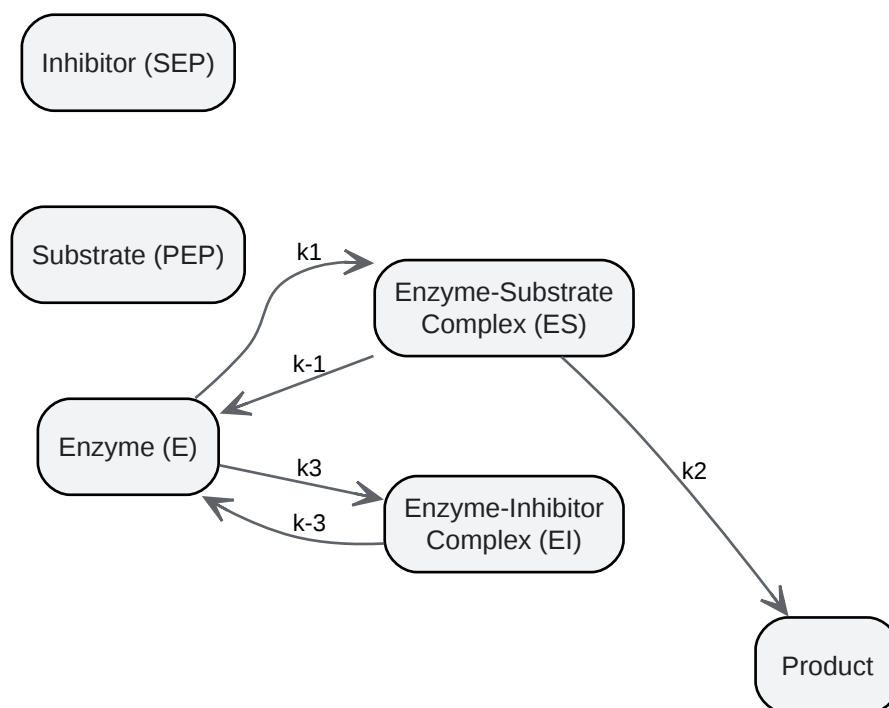 Inhibitor (SEP)
Substrate (PEP)
k1
Enzyme-Substrate
Complex (ES)
k-1
Enzyme (E)
k3
k2
Enzyme-Inhibitor
Complex (EI)
k-3
Product